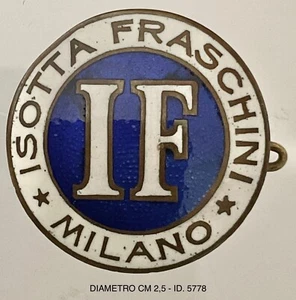 ISOTTA FRASCHINI
IF
MILANO
DIAMETRO CM 2,5 - ID. 5778